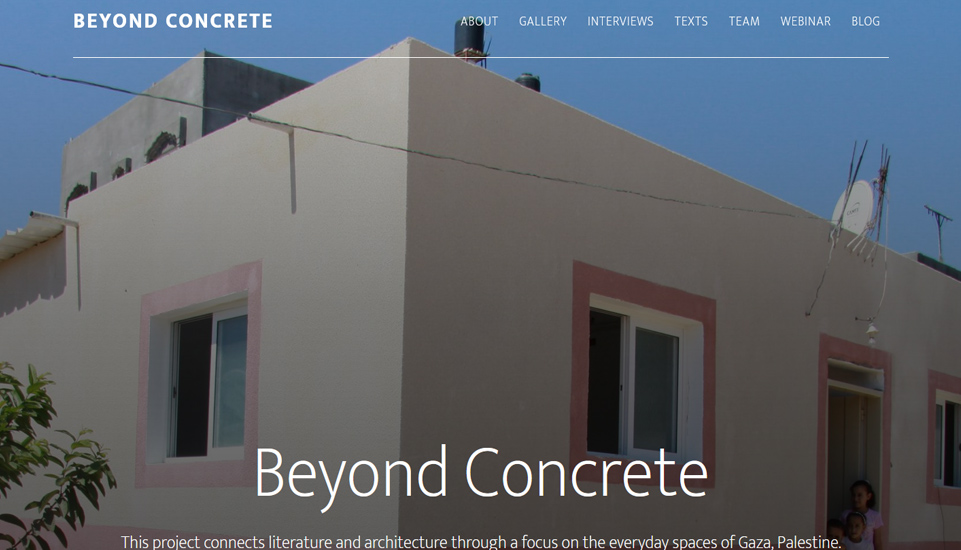 BEYOND CONCRETE
ABOUT GALLERY INTERVIEWS TEXTS TEAM WEBINAR BLOG
Beyond Concrete
This project connects literature and architecture through a focus on the everyday spaces of Gaza, Palestine.